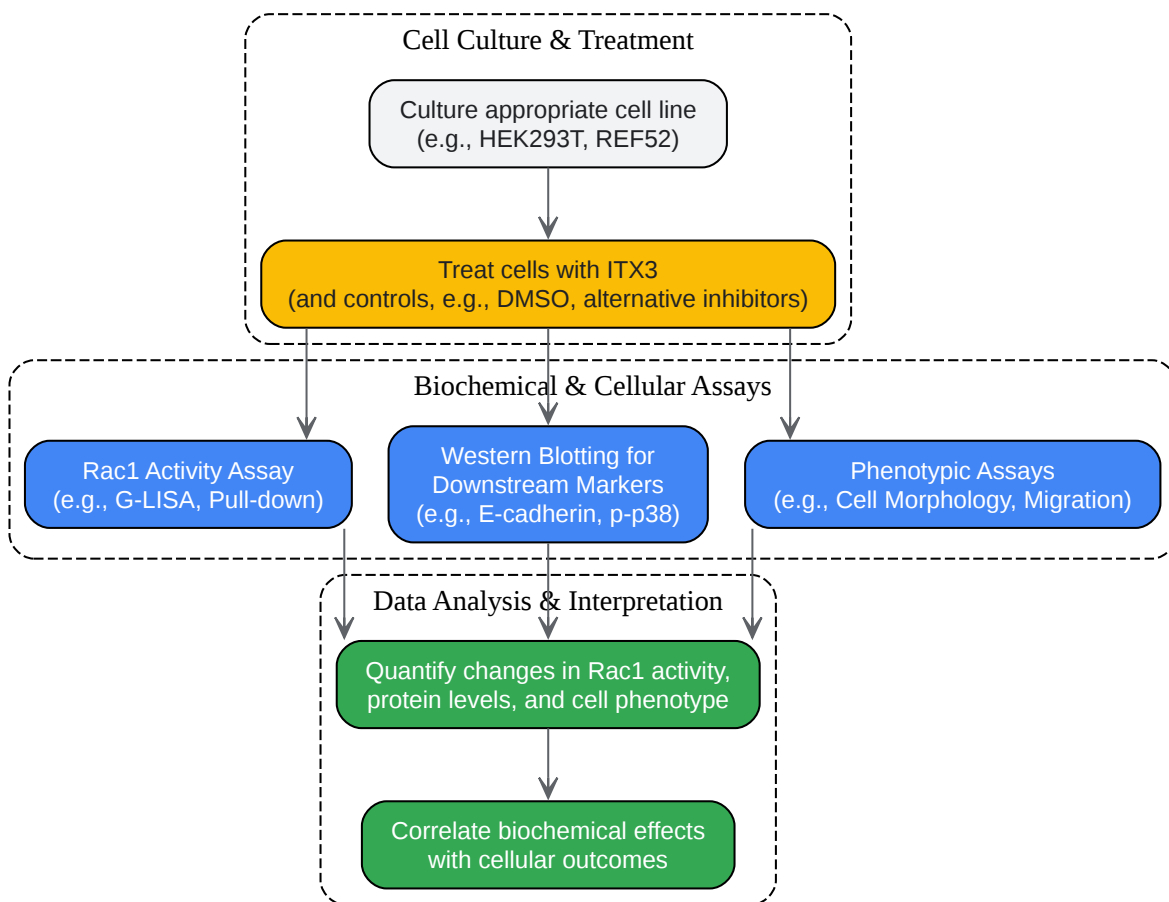 Cell Culture & Treatment
Culture appropriate cell line
(e.g., HEK293T, REF52)
Treat cells with ITX3
(and controls, e.g., DMSO, alternative inhibitors)
Biochemical & Cellular Assays
Rac1 Activity Assay
(e.g., G-LISA, Pull-down)
Western Blotting for
Downstream Markers
(e.g., E-cadherin, p-p38)
Phenotypic Assays
(e.g., Cell Morphology, Migration)
Data Analysis & Interpretation
Quantify changes in Rac1 activity,
protein levels, and cell phenotype
Correlate biochemical effects
with cellular outcomes